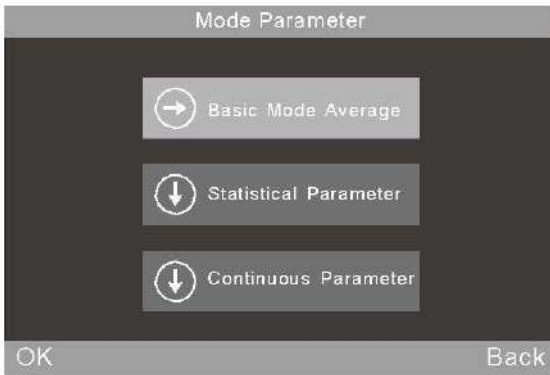 Mode Parameter
Basic Mode Average
Statistical Parameter
Continuous Parameter
OK Back